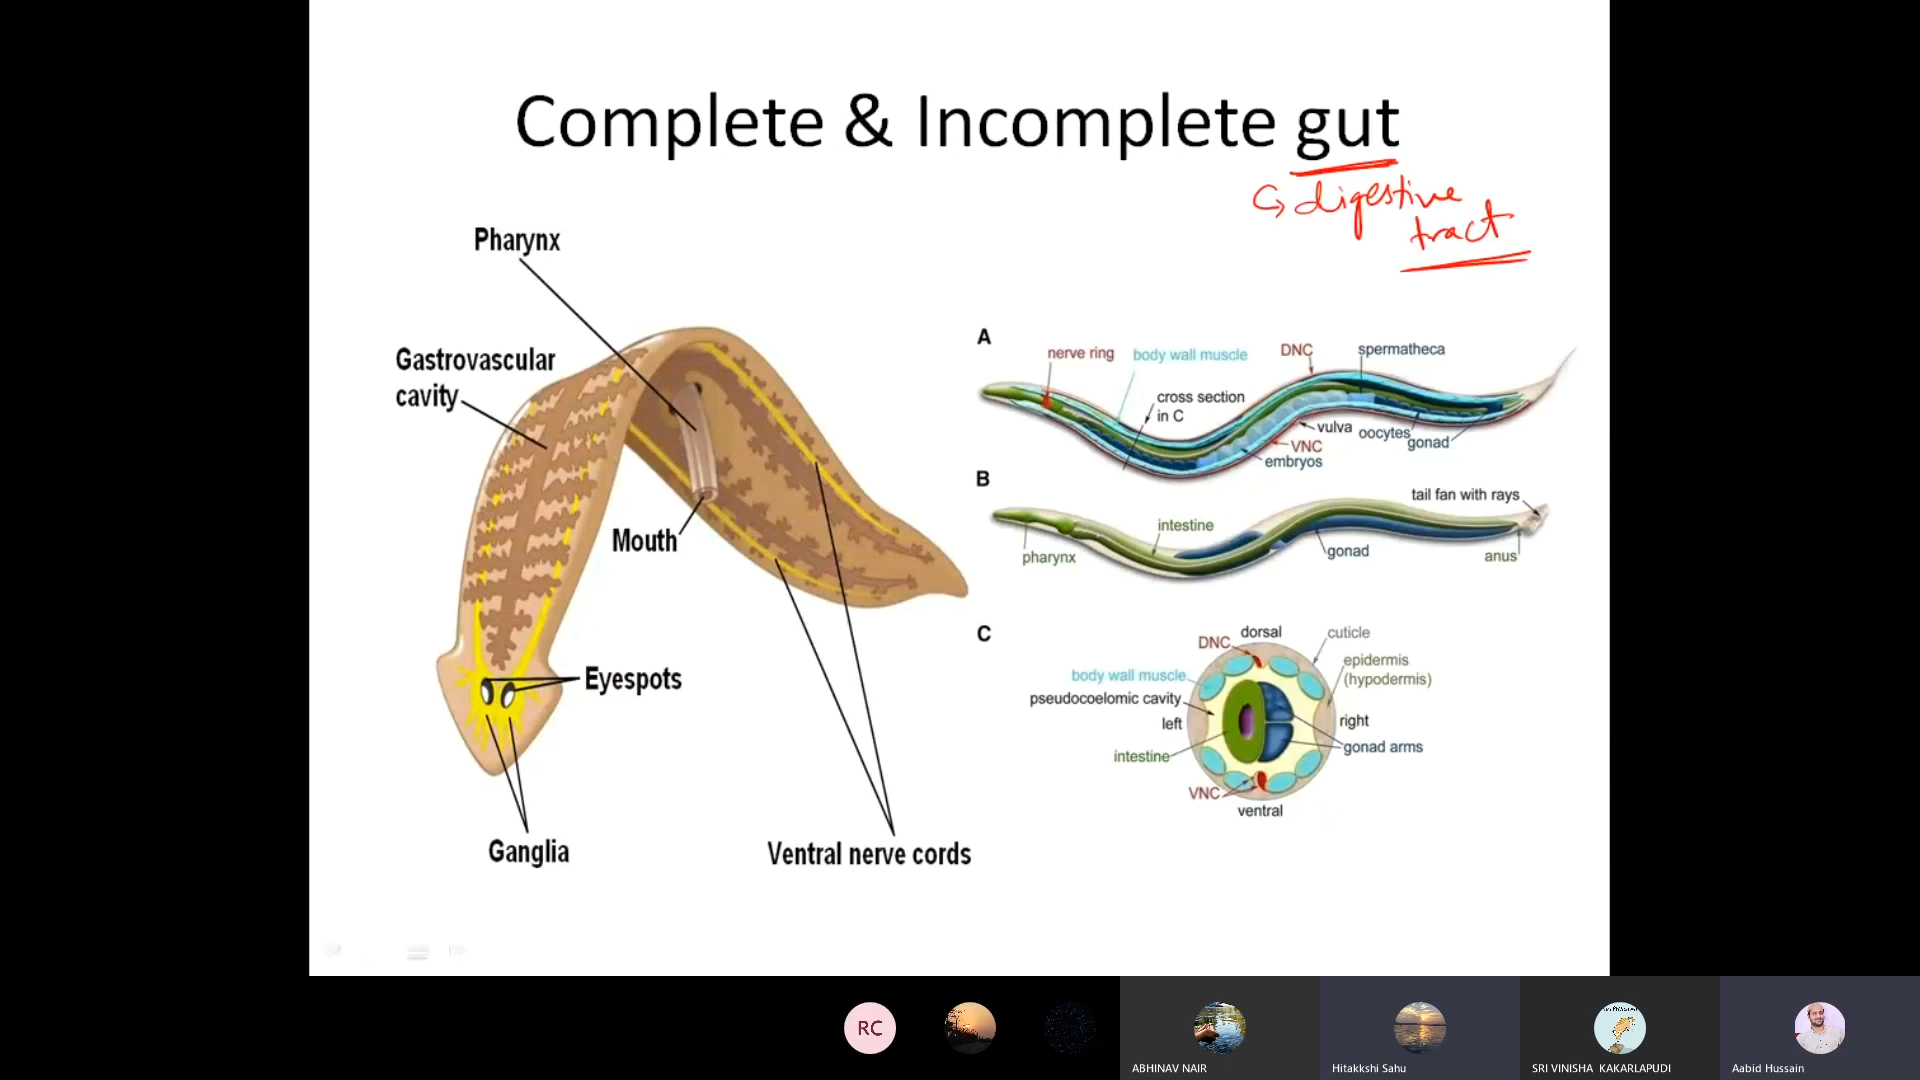 Complete & Incomplete gut
↪ digestive
tract
Pharynx
Gastrovascular
cavity
Mouth
Eyespots
Ganglia
Ventral nerve cords
A
nerve ring
body wall muscle
DNC
spermatheca
cross section
in C
vulva
oocytes
gonad
VNC
embryos
B
tail fan with rays
intestine
pharynx
gonad
anus
C
DNC
dorsal
cuticle
body wall muscle
epidermis
(hypodermis)
pseudocoelomic cavity
left
right
gonad arms
intestine
VNC
ventral
RC
ABHINAV NAIR
Hitakkshi Sahu
SRI VINISHA KAKARLAPUDI
Aabid Hussain